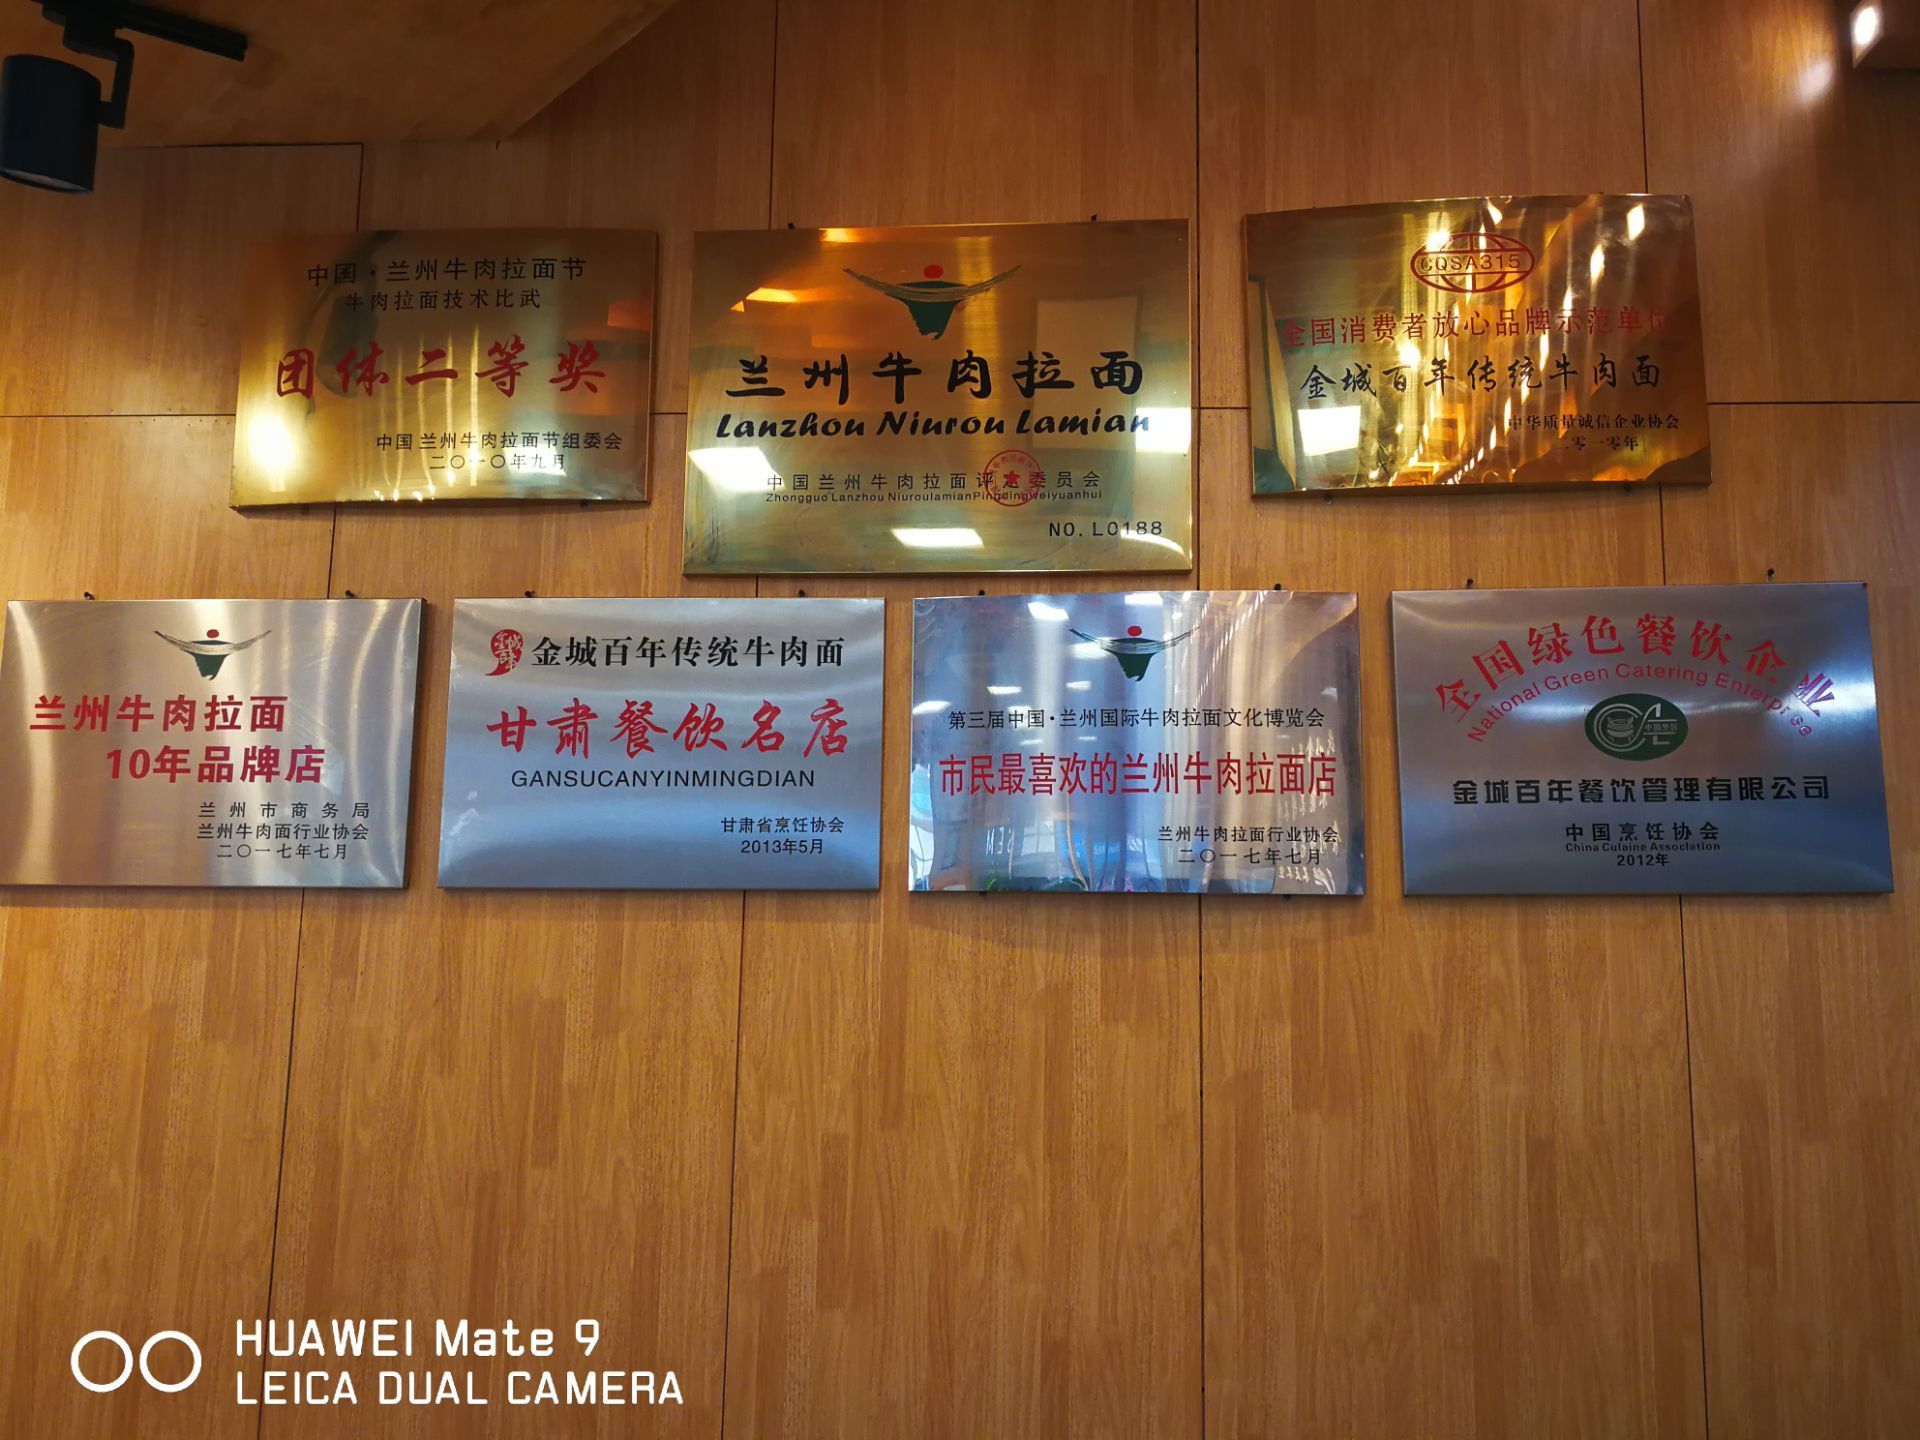 中国·兰州牛肉拉面节
牛肉拉面技术比武
团体二等奖
中国 兰州牛肉拉面节组委会
二〇一〇年九月
兰州牛肉拉面
Lanzhou Niurou Lamian
中国兰州牛肉拉面评定委员会
Zhongguo Lanzhou NiuroulamianPingdingweiyuanhui
NO. L0188
CQSA315
全国消费者放心品牌示范单位
金城百年传统牛肉面
中华质量诚信企业协会
二零一零年
兰州牛肉拉面
10年品牌店
兰州市商务局
兰州牛肉面行业协会
二〇一七年七月
金城百年
金城百年传统牛肉面
甘肃餐饮名店
GANSUCANYINMINGDIAN
甘肃省烹饪协会
2013年5月
第三届中国·兰州国际牛肉拉面文化博览会
市民最喜欢的兰州牛肉拉面店
兰州牛肉拉面行业协会
二〇一七年七月
全国绿色餐饮企业
National Green Catering Enterprise
金城百年餐饮管理有限公司
中国烹饪协会
China Culaine Association
2012年
HUAWEI Mate 9
LEICA DUAL CAMERA